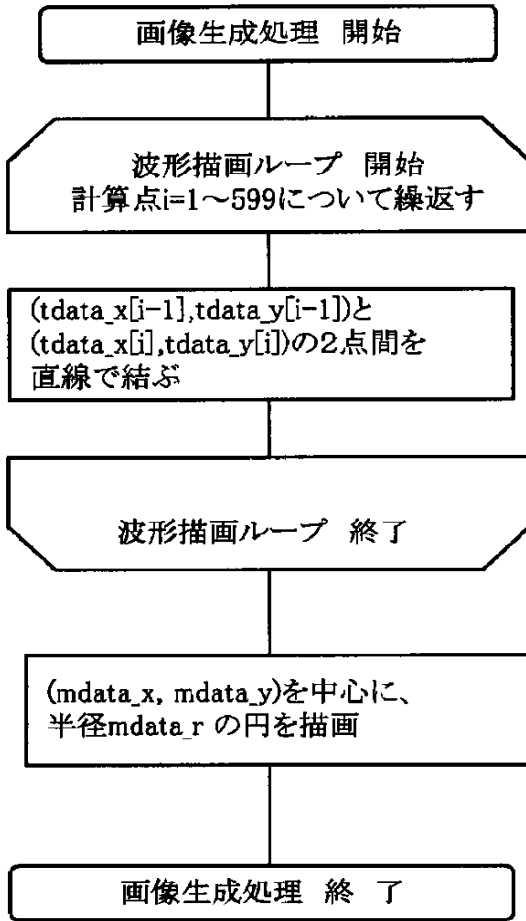 画像生成処理 開始
波形描画ループ 開始
計算点i=1～599について繰返す
(tdata_x[i-1],tdata_y[i-1])と
(tdata_x[i],tdata_y[i])の2点間を
直線で結ぶ
波形描画ループ 終了
(mdata_x, mdata_y)を中心に、
半径mdata_r の円を描画
画像生成処理 終 了